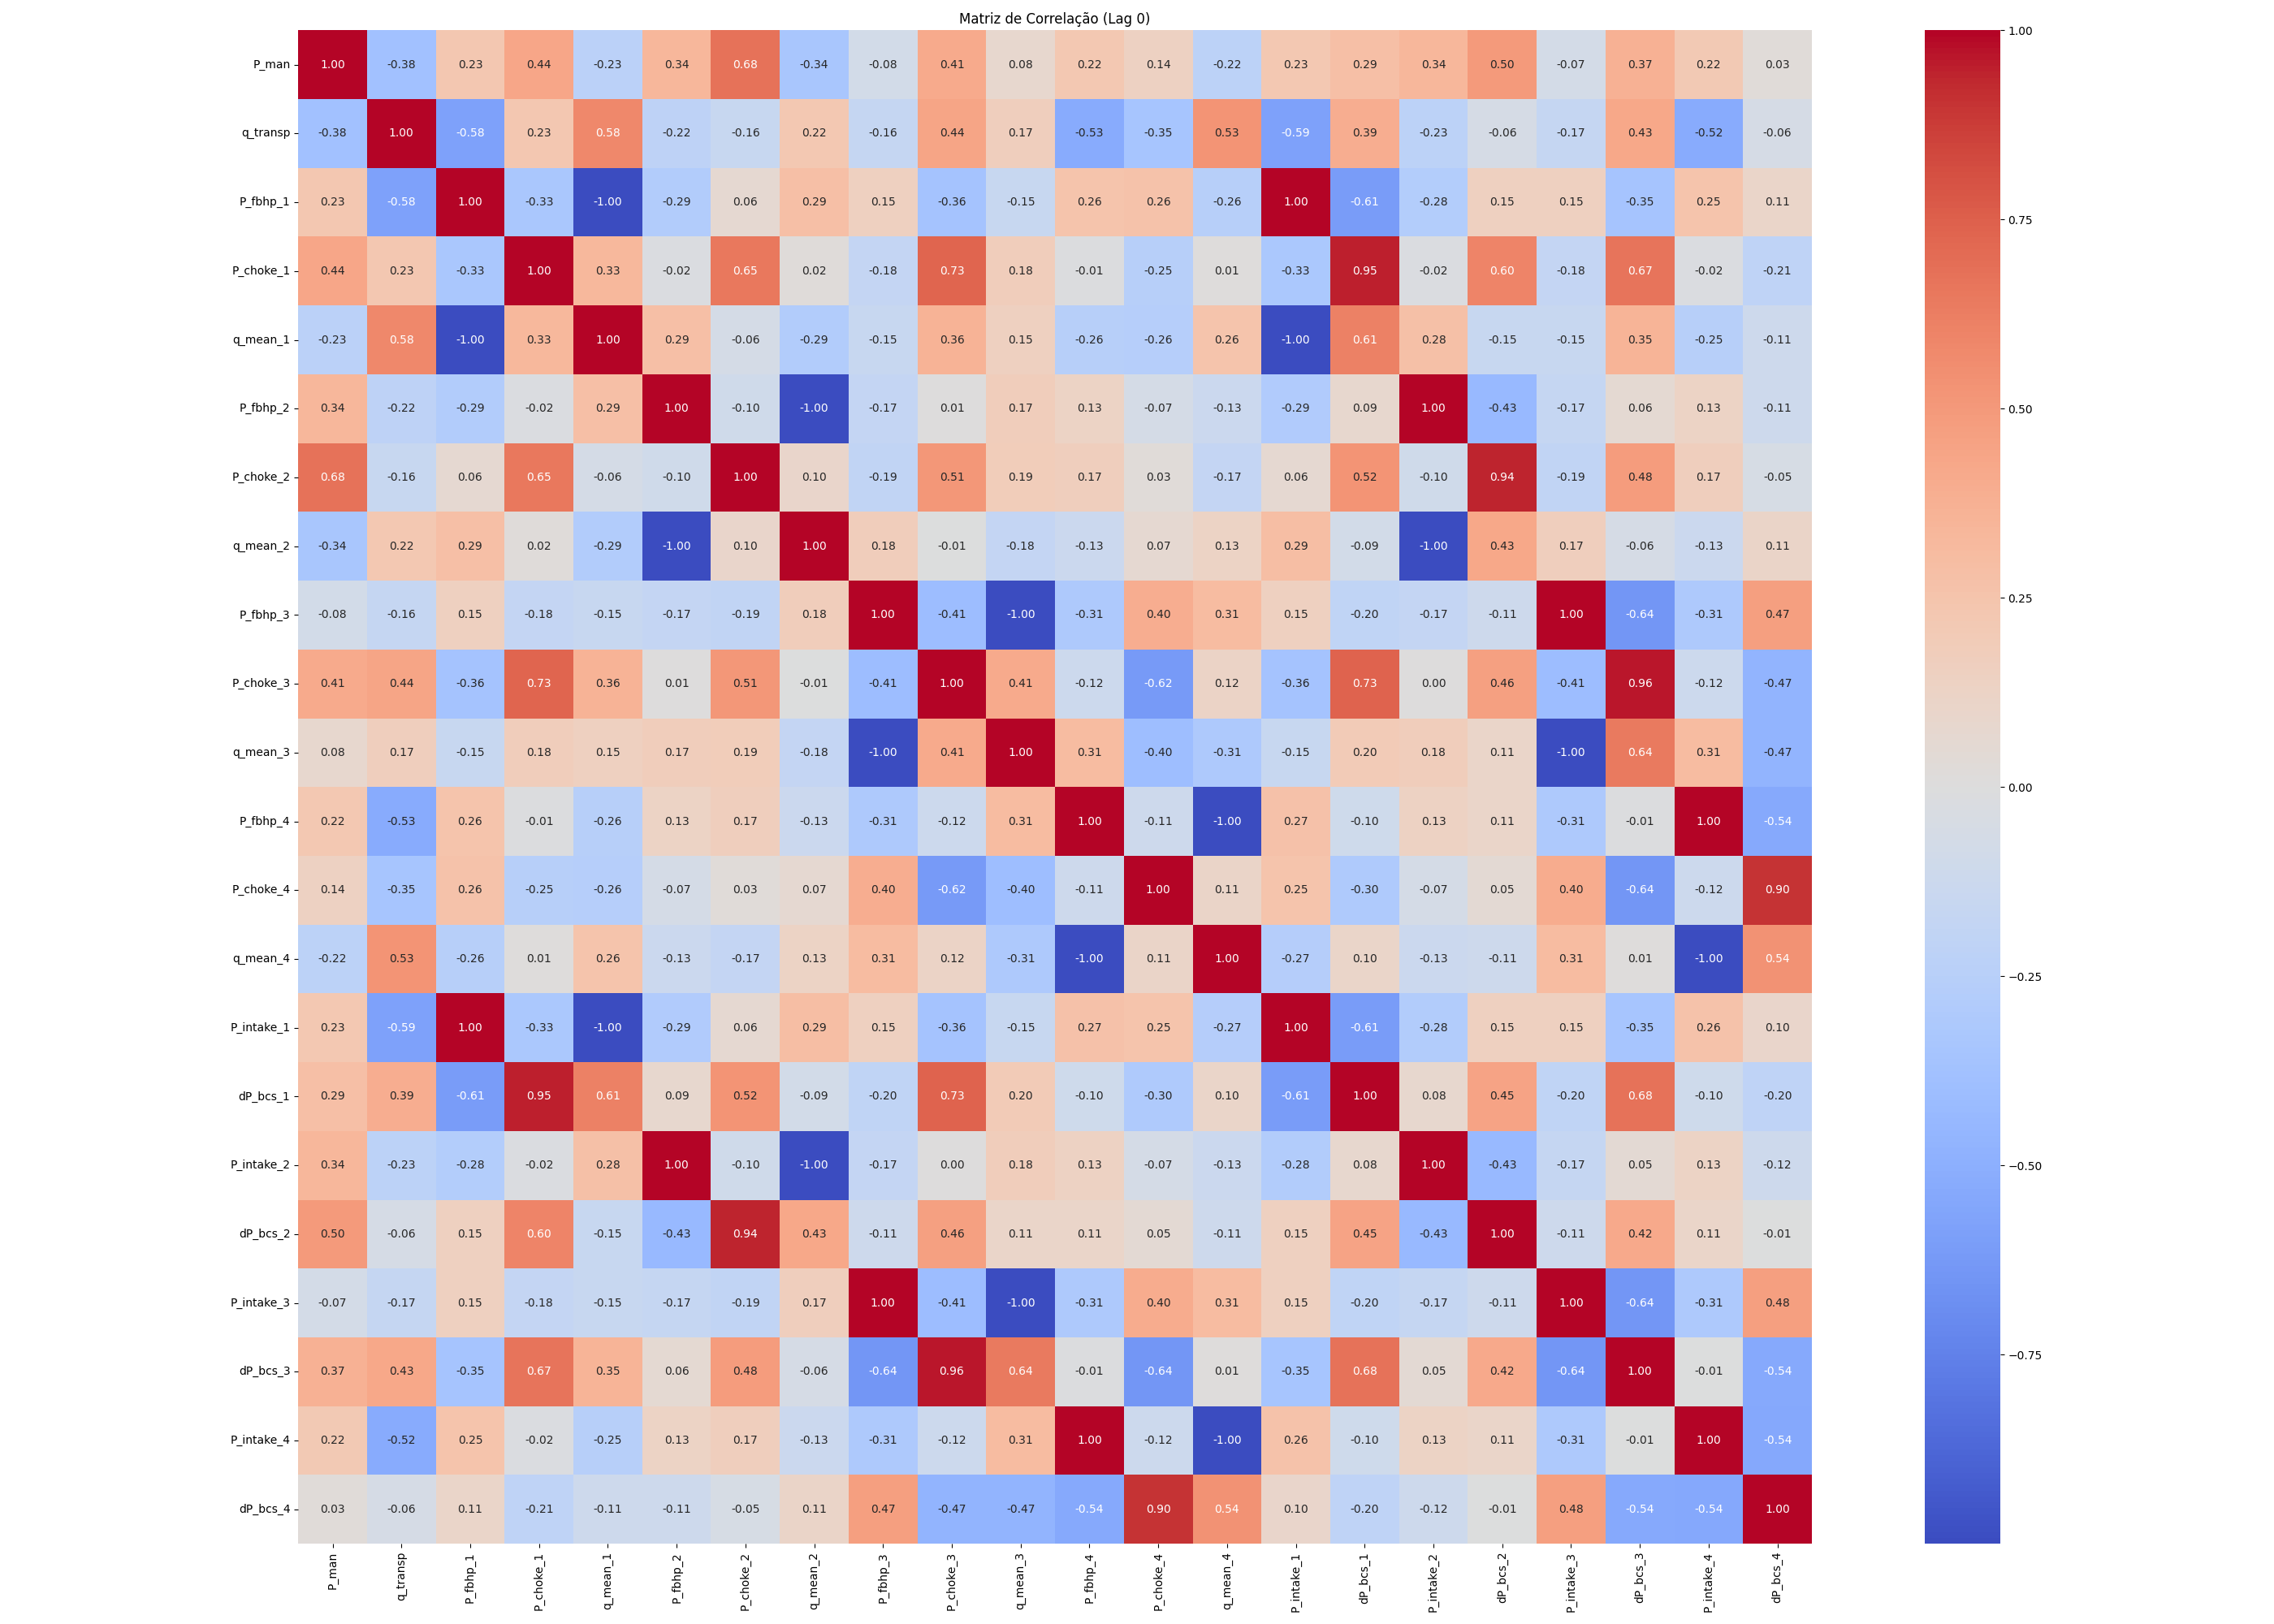 Matriz de Correlação (Lag 0)
P_man 1.00 -0.38 0.23 0.44 -0.23 0.34 0.68 -0.34 -0.08 0.41 0.08 0.22 0.14 -0.22 0.23 0.29 0.34 0.50 -0.07 0.37 0.22 0.03
q_transp -0.38 1.00 -0.58 0.23 0.58 -0.22 -0.16 0.22 -0.16 0.44 0.17 -0.53 -0.35 0.53 -0.59 0.39 -0.23 -0.06 -0.17 0.43 -0.52 -0.06
P_fbhp_1 0.23 -0.58 1.00 -0.33 -1.00 -0.29 0.06 0.29 0.15 -0.36 -0.15 0.26 0.26 -0.26 1.00 -0.61 -0.28 0.15 0.15 -0.35 0.25 0.11
P_choke_1 0.44 0.23 -0.33 1.00 0.33 -0.02 0.65 0.02 -0.18 0.73 0.18 -0.01 -0.25 0.01 -0.33 0.95 -0.02 0.60 -0.18 0.67 -0.02 -0.21
q_mean_1 -0.23 0.58 -1.00 0.33 1.00 0.29 -0.06 -0.29 -0.15 0.36 0.15 -0.26 -0.26 0.26 -1.00 0.61 0.28 -0.15 -0.15 0.35 -0.25 -0.11
P_fbhp_2 0.34 -0.22 -0.29 -0.02 0.29 1.00 -0.10 -1.00 -0.17 0.01 0.17 0.13 -0.07 -0.13 -0.29 0.09 1.00 -0.43 -0.17 0.06 0.13 -0.11
P_choke_2 0.68 -0.16 0.06 0.65 -0.06 -0.10 1.00 0.10 -0.19 0.51 0.19 0.17 0.03 -0.17 0.06 0.52 -0.10 0.94 -0.19 0.48 0.17 -0.05
q_mean_2 -0.34 0.22 0.29 0.02 -0.29 -1.00 0.10 1.00 0.18 -0.01 -0.18 -0.13 0.07 0.13 0.29 -0.09 -1.00 0.43 0.17 -0.06 -0.13 0.11
P_fbhp_3 -0.08 -0.16 0.15 -0.18 -0.15 -0.17 -0.19 0.18 1.00 -0.41 -1.00 -0.31 0.40 0.31 0.15 -0.20 -0.17 -0.11 1.00 -0.64 -0.31 0.47
P_choke_3 0.41 0.44 -0.36 0.73 0.36 0.01 0.51 -0.01 -0.41 1.00 0.41 -0.12 -0.62 0.12 -0.36 0.73 0.00 0.46 -0.41 0.96 -0.12 -0.47
q_mean_3 0.08 0.17 -0.15 0.18 0.15 0.17 0.19 -0.18 -1.00 0.41 1.00 0.31 -0.40 -0.31 -0.15 0.20 0.18 0.11 -1.00 0.64 0.31 -0.47
P_fbhp_4 0.22 -0.53 0.26 -0.01 -0.26 0.13 0.17 -0.13 -0.31 -0.12 0.31 1.00 -0.11 -1.00 0.27 -0.10 0.13 0.11 -0.31 -0.01 1.00 -0.54
P_choke_4 0.14 -0.35 0.26 -0.25 -0.26 -0.07 0.03 0.07 0.40 -0.62 -0.40 -0.11 1.00 0.11 0.25 -0.30 -0.07 0.05 0.40 -0.64 -0.12 0.90
q_mean_4 -0.22 0.53 -0.26 0.01 0.26 -0.13 -0.17 0.13 0.31 0.12 -0.31 -1.00 0.11 1.00 -0.27 0.10 -0.13 -0.11 0.31 0.01 -1.00 0.54
P_intake_1 0.23 -0.59 1.00 -0.33 -1.00 -0.29 0.06 0.29 0.15 -0.36 -0.15 0.27 0.25 -0.27 1.00 -0.61 -0.28 0.15 0.15 -0.35 0.26 0.10
dP_bcs_1 0.29 0.39 -0.61 0.95 0.61 0.09 0.52 -0.09 -0.20 0.73 0.20 -0.10 -0.30 0.10 -0.61 1.00 0.08 0.45 -0.20 0.68 -0.10 -0.20
P_intake_2 0.34 -0.23 -0.28 -0.02 0.28 1.00 -0.10 -1.00 -0.17 0.00 0.18 0.13 -0.07 -0.13 -0.28 0.08 1.00 -0.43 -0.17 0.05 0.13 -0.12
dP_bcs_2 0.50 -0.06 0.15 0.60 -0.15 -0.43 0.94 0.43 -0.11 0.46 0.11 0.11 0.05 -0.11 0.15 0.45 -0.43 1.00 -0.11 0.42 0.11 -0.01
P_intake_3 -0.07 -0.17 0.15 -0.18 -0.15 -0.17 -0.19 0.17 1.00 -0.41 -1.00 -0.31 0.40 0.31 0.15 -0.20 -0.17 -0.11 1.00 -0.64 -0.31 0.48
dP_bcs_3 0.37 0.43 -0.35 0.67 0.35 0.06 0.48 -0.06 -0.64 0.96 0.64 -0.01 -0.64 0.01 -0.35 0.68 0.05 0.42 -0.64 1.00 -0.01 -0.54
P_intake_4 0.22 -0.52 0.25 -0.02 -0.25 0.13 0.17 -0.13 -0.31 -0.12 0.31 1.00 -0.12 -1.00 0.26 -0.10 0.13 0.11 -0.31 -0.01 1.00 -0.54
dP_bcs_4 0.03 -0.06 0.11 -0.21 -0.11 -0.11 -0.05 0.11 0.47 -0.47 -0.47 -0.54 0.90 0.54 0.10 -0.20 -0.12 -0.01 0.48 -0.54 -0.54 1.00
P_man q_transp P_fbhp_1 P_choke_1 q_mean_1 P_fbhp_2 P_choke_2 q_mean_2 P_fbhp_3 P_choke_3 q_mean_3 P_fbhp_4 P_choke_4 q_mean_4 P_intake_1 dP_bcs_1 P_intake_2 dP_bcs_2 P_intake_3 dP_bcs_3 P_intake_4 dP_bcs_4
1.00
0.75
0.50
0.25
0.00
−0.25
−0.50
−0.75